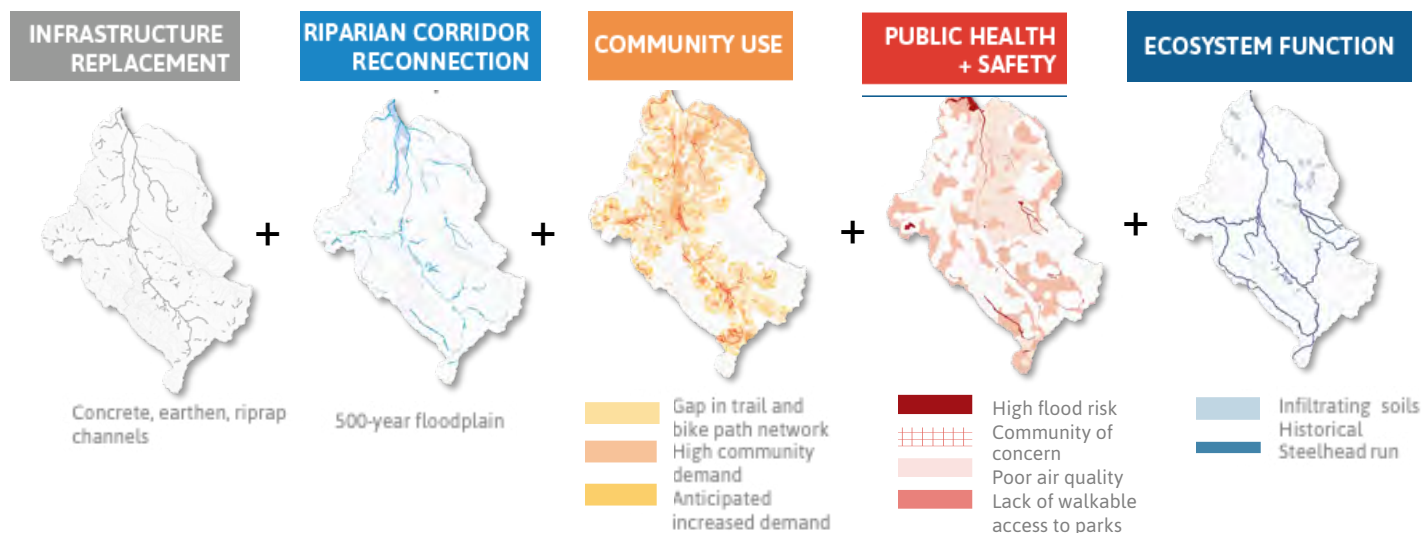 INFRASTRUCTURE
REPLACEMENT
RIPARIAN CORRIDOR
RECONNECTION
COMMUNITY USE
PUBLIC HEALTH
+ SAFETY
ECOSYSTEM FUNCTION
+
+
+
+
Concrete, earthen, riprap
channels
500-year floodplain
Gap in trail and
bike path network
High community
demand
Anticipated
increased demand
High flood risk
Community of
concern
Poor air quality
Lack of walkable
access to parks
Infiltrating soils
Historical
Steelhead run